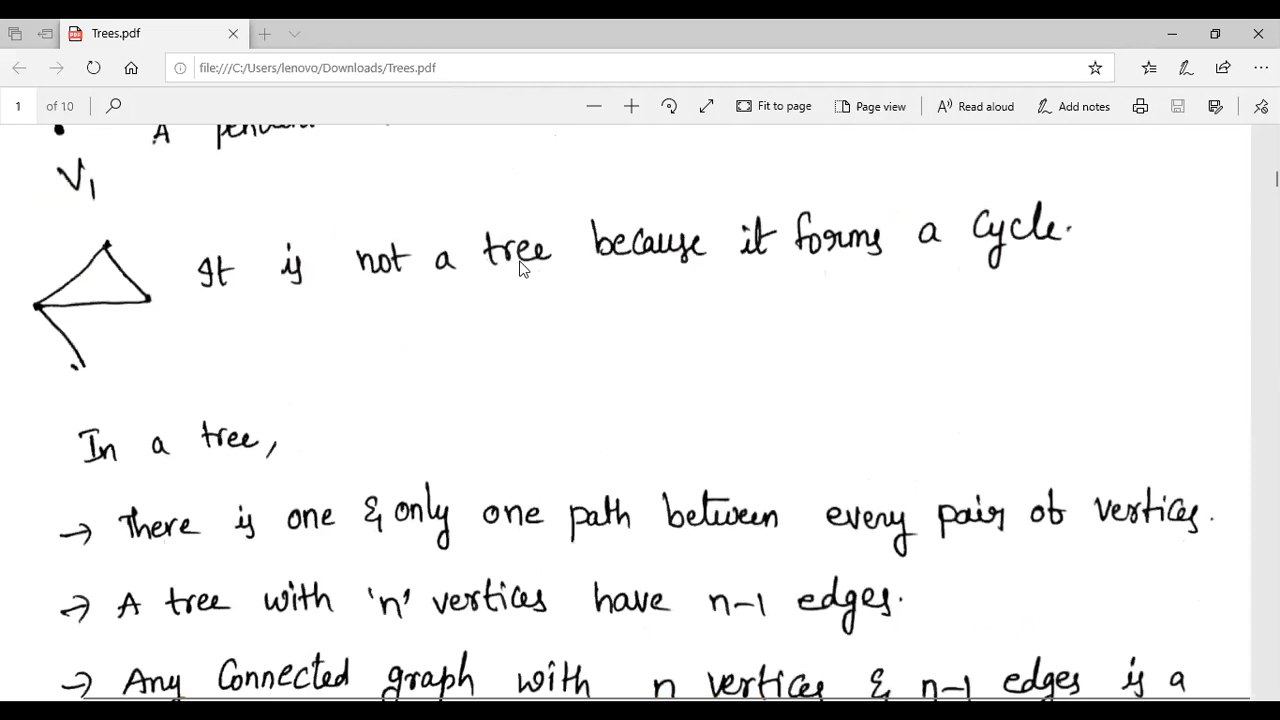 Trees.pdf
file:///C:/Users/lenovo/Downloads/Trees.pdf
1 of 10 Fit to page Page view Read aloud Add notes
A
V1
It is not a tree because it forms a cycle.
In a tree,
→ There is one & only one path between every pair of vertices.
→ A tree with 'n' vertices have n-1 edges.
→ Any Connected graph with n vertices & n-1 edges is a